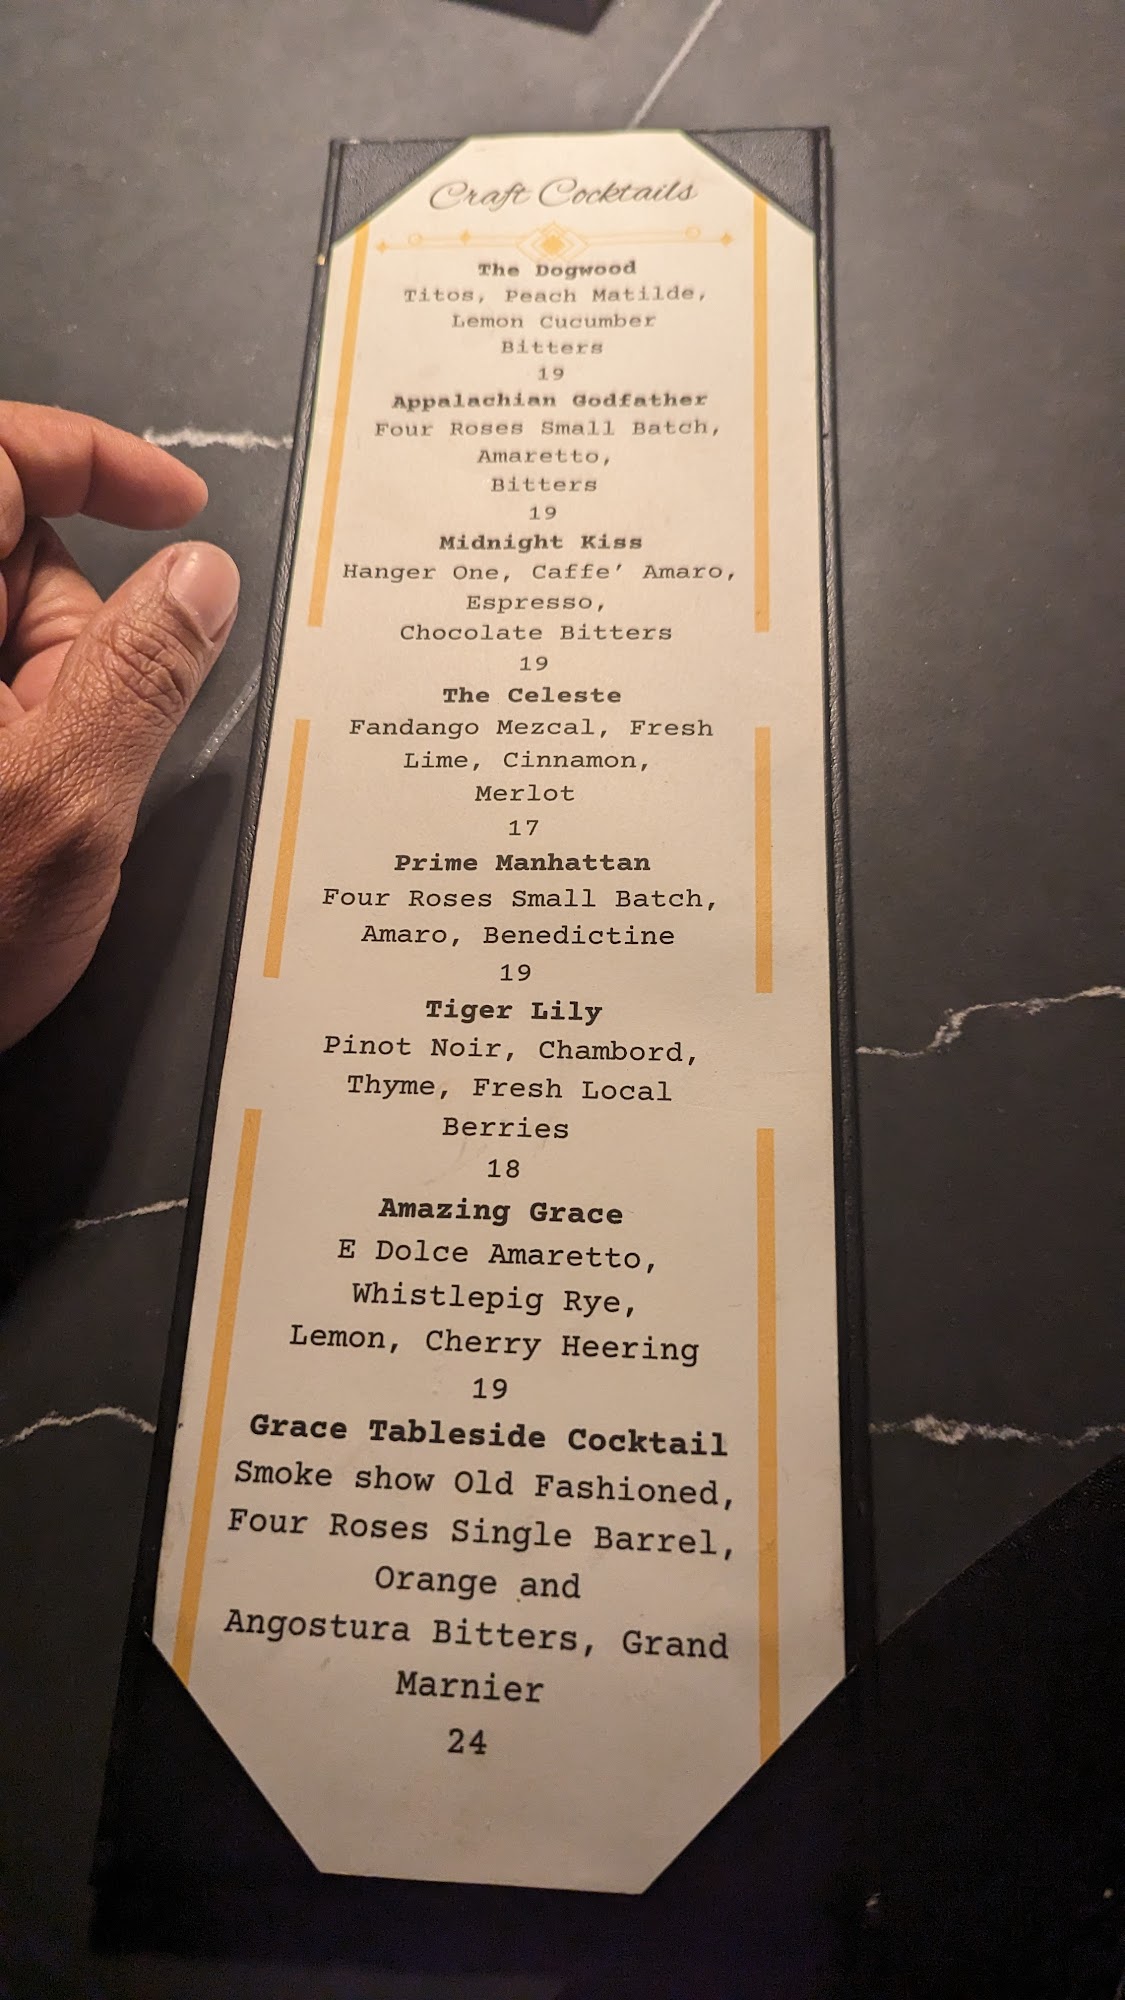 Craft Cocktails
The Dogwood
Titos, Peach Matilde,
Lemon Cucumber
Bitters
19
Appalachian Godfather
Four Roses Small Batch,
Amaretto,
Bitters
19
Midnight Kiss
Hanger One, Caffe' Amaro,
Espresso,
Chocolate Bitters
19
The Celeste
Fandango Mezcal, Fresh
Lime, Cinnamon,
Merlot
17
Prime Manhattan
Four Roses Small Batch,
Amaro, Benedictine
19
Tiger Lily
Pinot Noir, Chambord,
Thyme, Fresh Local
Berries
18
Amazing Grace
E Dolce Amaretto,
Whistlepig Rye,
Lemon, Cherry Heering
19
Grace Tableside Cocktail
Smoke show Old Fashioned,
Four Roses Single Barrel,
Orange and
Angostura Bitters, Grand
Marnier
24